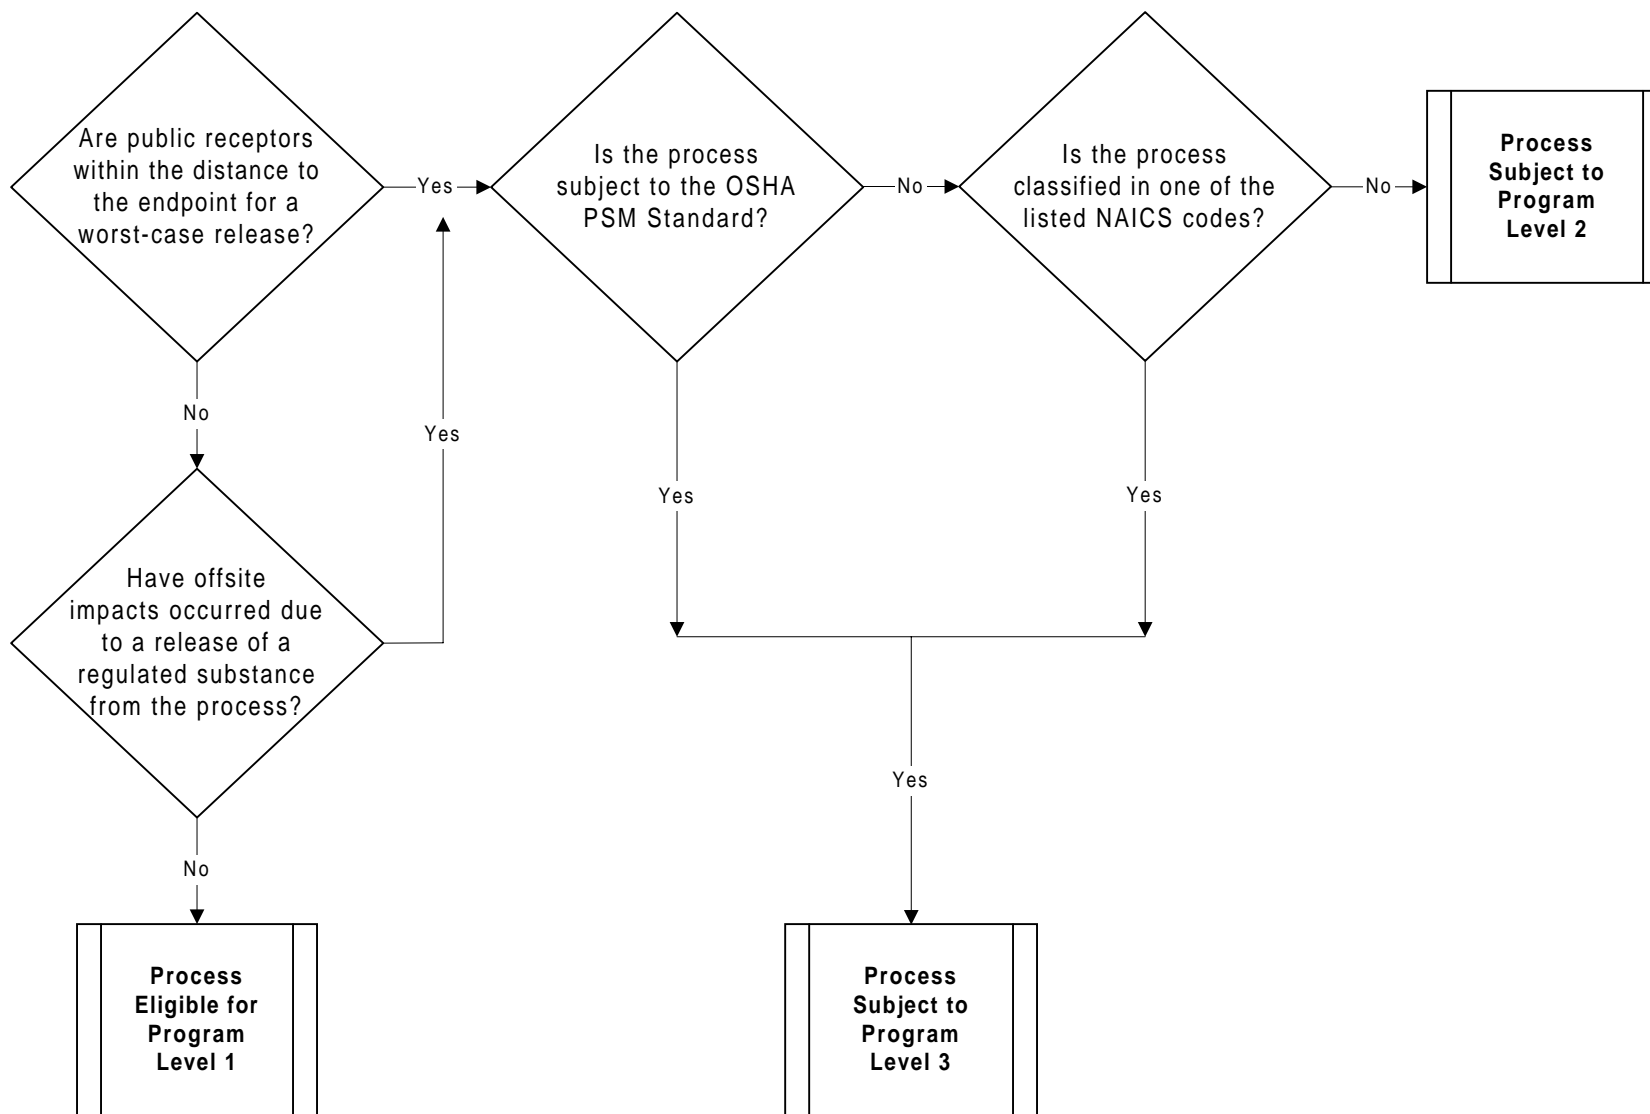 Are public receptors
within the distance to
the endpoint for a
worst-case release?
Yes
Is the process
subject to the OSHA
PSM Standard?
No
Is the process
classified in one of the
listed NAICS codes?
No
Process
Subject to
Program
Level 2
No
Yes
Yes
Yes
Have offsite
impacts occurred due
to a release of a
regulated substance
from the process?
Yes
No
Process
Eligible for
Program
Level 1
Process
Subject to
Program
Level 3